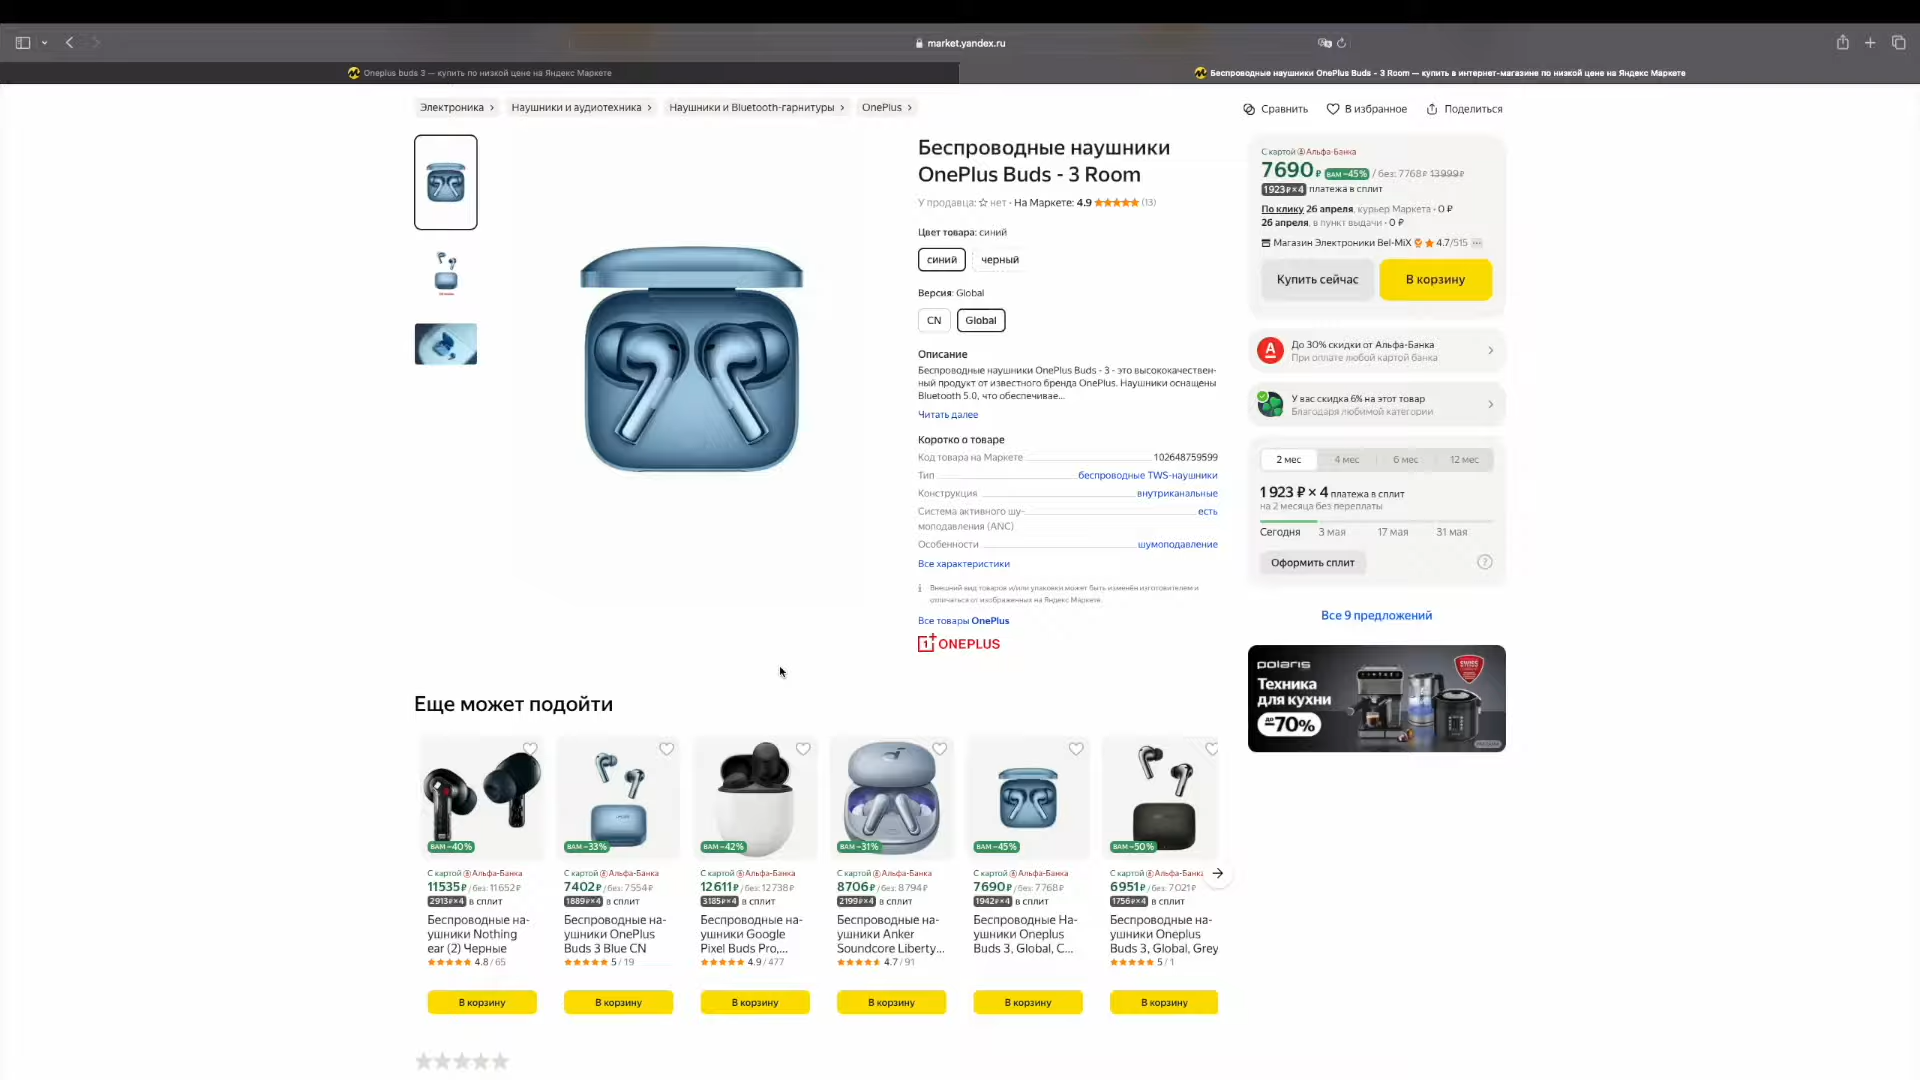 market.yandex.ru
Oneplus buds 3 — купить по низкой цене на Яндекс Маркете
Беспроводные наушники OnePlus Buds - 3 Room — купить в интернет-магазине по низкой цене на Яндекс Маркете
Электроника
Наушники и аудиотехника
Наушники и Bluetooth-гарнитуры
OnePlus
Сравнить
В избранное
Поделиться
Беспроводные наушники
OnePlus Buds - 3 Room
У продавца: нет · На Маркете: 4.9 (13)
Цвет товара: синий
синий
черный
Версия: Global
CN
Global
Описание
Беспроводные наушники OnePlus Buds - 3 - это высококачествен-
ный продукт от известного бренда OnePlus. Наушники оснащены
Bluetooth 5.0, что обеспечивае...
Читать далее
Коротко о товаре
Код товара на Маркете 102648759599
Тип беспроводные TWS-наушники
Конструкция внутриканальные
Система активного шу- есть
моподавления (ANC)
Особенности шумоподавление
Все характеристики
Внешний вид товаров и/или упаковки может быть изменён изготовителем и
отличаться от изображенных на Яндекс Маркете.
Все товары OnePlus
1+ ONEPLUS
С картой Альфа-Банка
7690 ₽ ВАМ −45% / без: 7768₽ 13999₽
1923₽×4 платежа в сплит
По клику 26 апреля, курьер Маркета · 0 ₽
26 апреля, в пункт выдачи · 0 ₽
Магазин Электроники Bel-MiX 4.7/515
Купить сейчас
В корзину
А
До 30% скидки от Альфа-Банка
При оплате любой картой банка
У вас скидка 6% на этот товар
Благодаря любимой категории
2 мес
4 мес
6 мес
12 мес
1 923 ₽ × 4 платежа в сплит
на 2 месяца без переплаты
Сегодня
3 мая
17 мая
31 мая
Оформить сплит
?
Все 9 предложений
polaris
Техника
для кухни
до −70%
Еще может подойти
ВАМ −40%
С картой Альфа-Банка
11535₽ / без: 11652₽
2913₽×4 в сплит
Беспроводные на-
ушники Nothing
ear (2) Черные
4.8 / 65
В корзину
ВАМ −33%
С картой Альфа-Банка
7402₽ / без: 7554₽
1889₽×4 в сплит
Беспроводные на-
ушники OnePlus
Buds 3 Blue CN
5 / 19
В корзину
ВАМ −42%
С картой Альфа-Банка
12611₽ / без: 12738₽
3185₽×4 в сплит
Беспроводные на-
ушники Google
Pixel Buds Pro,...
4.9 / 477
В корзину
ВАМ −31%
С картой Альфа-Банка
8706₽ / без: 8794₽
2199₽×4 в сплит
Беспроводные на-
ушники Anker
Soundcore Liberty...
4.7 / 91
В корзину
ВАМ −45%
С картой Альфа-Банка
7690₽ / без: 7768₽
1942₽×4 в сплит
Беспроводные На-
ушники Oneplus
Buds 3, Global, С...
В корзину
ВАМ −50%
С картой Альфа-Банка
6951₽ / без: 7021₽
1756₽×4 в сплит
Беспроводные на-
ушники Oneplus
Buds 3, Global, Grey
5 / 1
В корзину